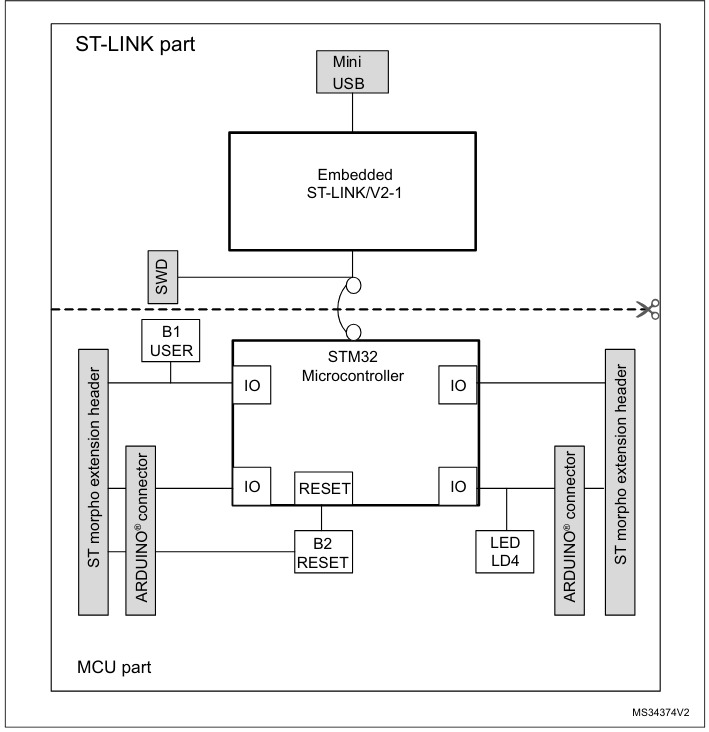 ST-LINK part
Mini
USB
Embedded
ST-LINK/V2-1
SWD
B1
USER
STM32
Microcontroller
IO
IO
ST morpho extension header
ARDUINO® connector
IO
RESET
IO
ARDUINO® connector
ST morpho extension header
B2
RESET
LED
LD4
MCU part
MS34374V2